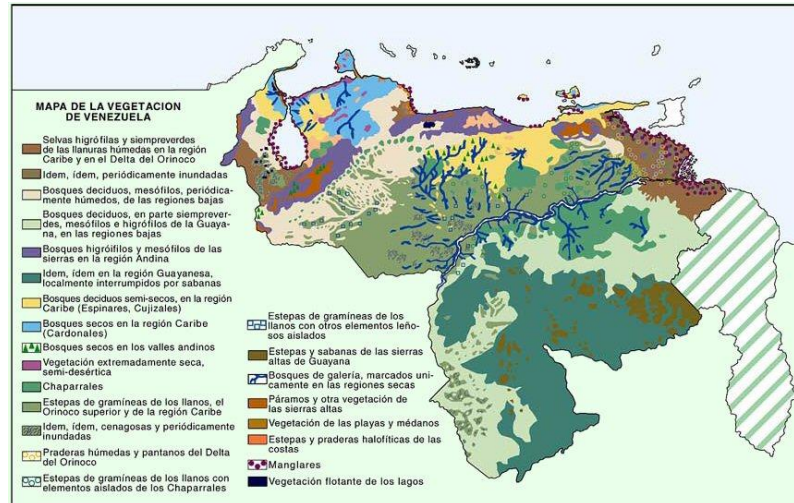 MAPA DE LA VEGETACION
DE VENEZUELA
Selvas higrófilas y siempreverdes
de las llanuras húmedas en la región
Caribe y en el Delta del Orinoco
Idem, ídem, periódicamente inundadas
Bosques deciduos, mesófilos, periódica-
mente húmedos, de las regiones bajas
Bosques deciduos, en parte siemprever-
des, mesófilos e higrófilos de la Guaya-
na, en las regiones bajas
Bosques higróifilos y mesófilos de las
sierras en la región Andina
Idem, ídem en la región Guayanesa,
localmente interrumpidos por sabanas
Bosques deciduos semi-secos, en la región
Caribe (Espinares, Cujizales)
Bosques secos en la región Caribe
(Cardonales)
Bosques secos en los valles andinos
Vegetación extremadamente seca,
semi-desértica
Chaparrales
Estepas de gramíneas de los llanos, el
Orinoco superior y de la región Caribe
Idem, ídem, cenagosas y periódicamente
inundadas
Praderas húmedas y pantanos del Delta
del Orinoco
Estepas de gramíneas de los llanos con
elementos aislados de los Chaparrales
Estepas de gramíneas de los
llanos con otros elementos leño-
sos aislados
Estepas y sabanas de las sierras
altas de Guayana
Bosques de galería, marcados uni-
camente en las regiones secas
Páramos y otra vegetación de
las sierras altas
Vegetación de las playas y médanos
Estepas y praderas halofíticas de las
costas
Manglares
Vegetación flotante de los lagos